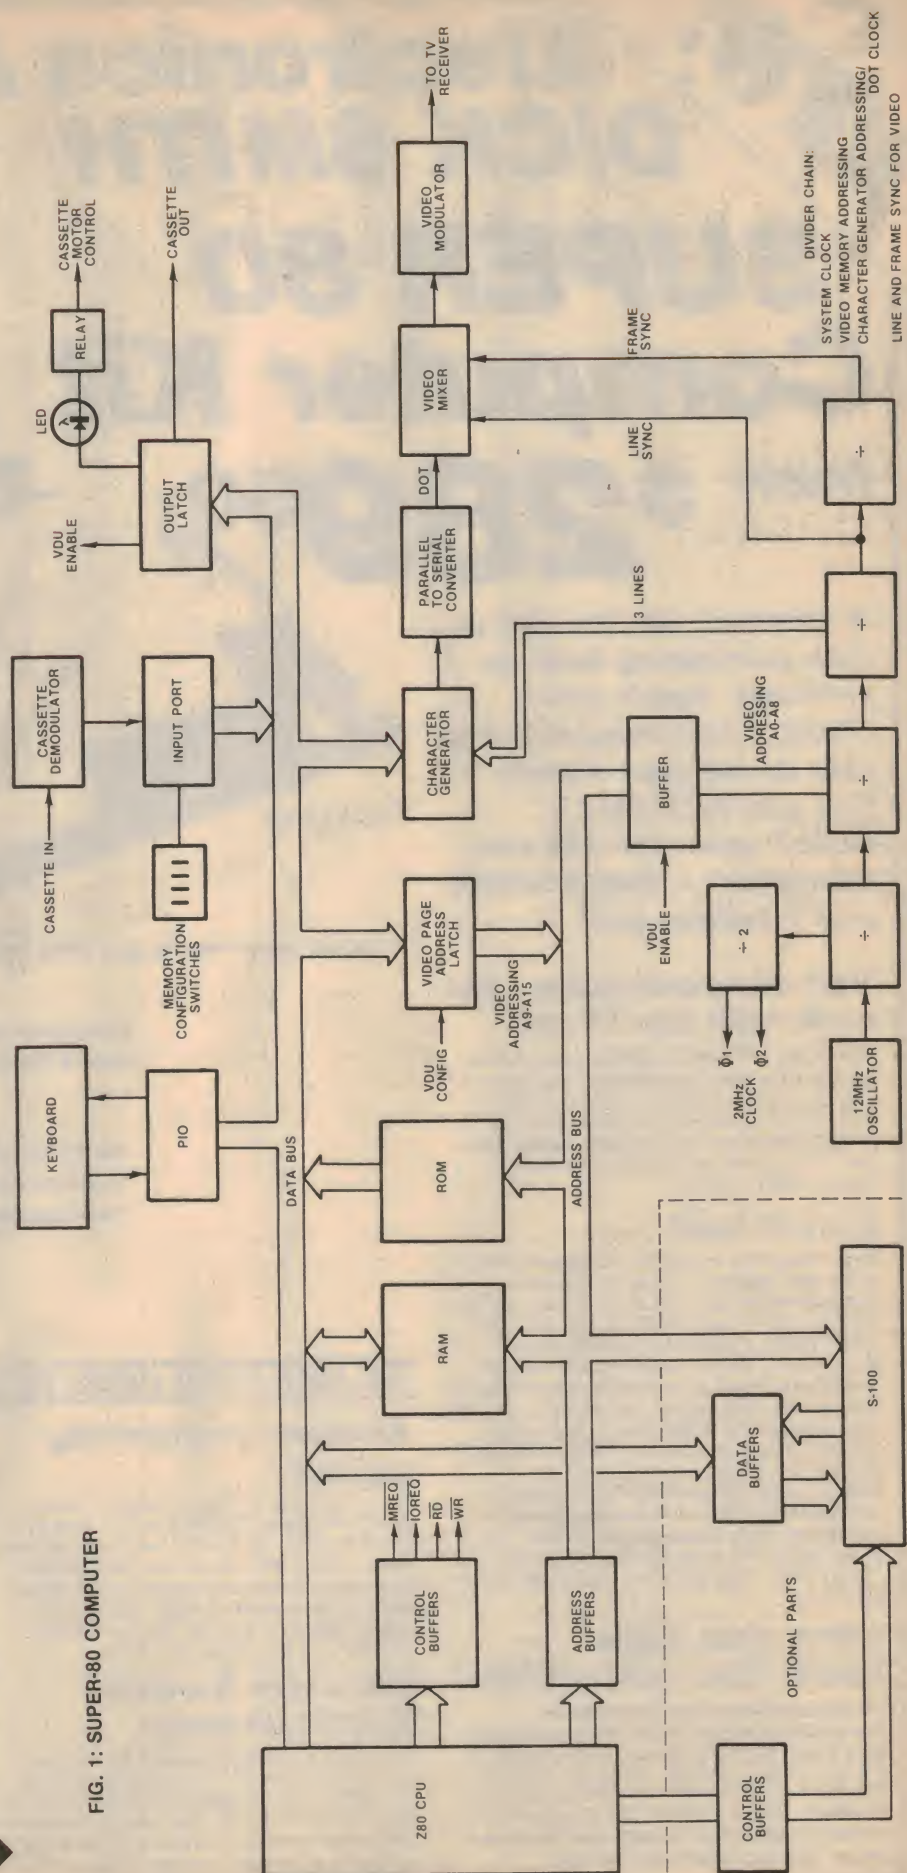 FIG. 1: SUPER-80 COMPUTER
Z80 CPU
CONTROL
BUFFERS
MREQ
IOREQ
RD
WR
ADDRESS
BUFFERS
CONTROL
BUFFERS
OPTIONAL PARTS
DATA
BUFFERS
S-100
RAM
ROM
DATA BUS
ADDRESS BUS
KEYBOARD
PIO
MEMORY
CONFIGURATION
SWITCHES
CASSETTE IN
CASSETTE
DEMODULATOR
INPUT PORT
VDU CONFIG
VIDEO PAGE
ADDRESS
LATCH
VIDEO
ADDRESSING
A9-A15
VDU
ENABLE
OUTPUT
LATCH
LED
RELAY
CASSETTE
MOTOR
CONTROL
CASSETTE
OUT
CHARACTER
GENERATOR
PARALLEL
TO SERIAL
CONVERTER
DOT
VIDEO
MIXER
VIDEO
MODULATOR
TO TV
RECEIVER
VDU
ENABLE
BUFFER
VIDEO
ADDRESSING
A0-A8
3 LINES
LINE
SYNC
FRAME
SYNC
Φ1
Φ2
2MHz
CLOCK
÷ 2
12MHz
OSCILLATOR
÷
÷
÷
÷
DIVIDER CHAIN:
SYSTEM CLOCK
VIDEO MEMORY ADDRESSING
CHARACTER GENERATOR ADDRESSING/
DOT CLOCK
LINE AND FRAME SYNC FOR VIDEO